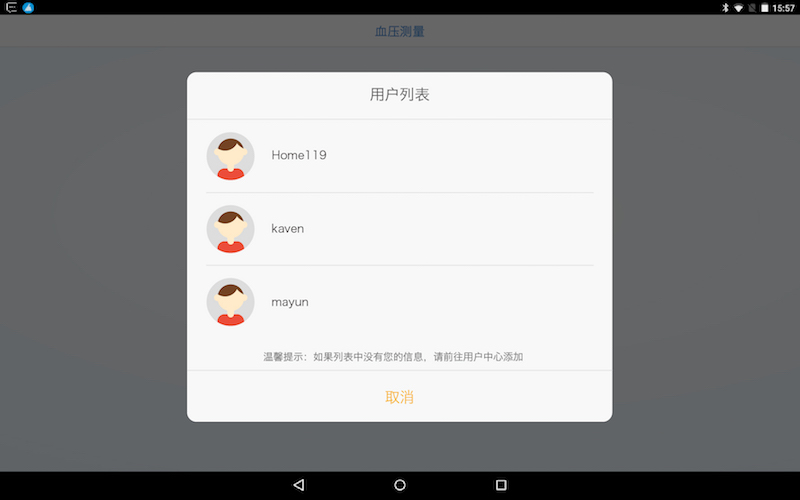 15:57
血压测量
用户列表
Home119
kaven
mayun
温馨提示：如果列表中没有您的信息，请前往用户中心添加
取消